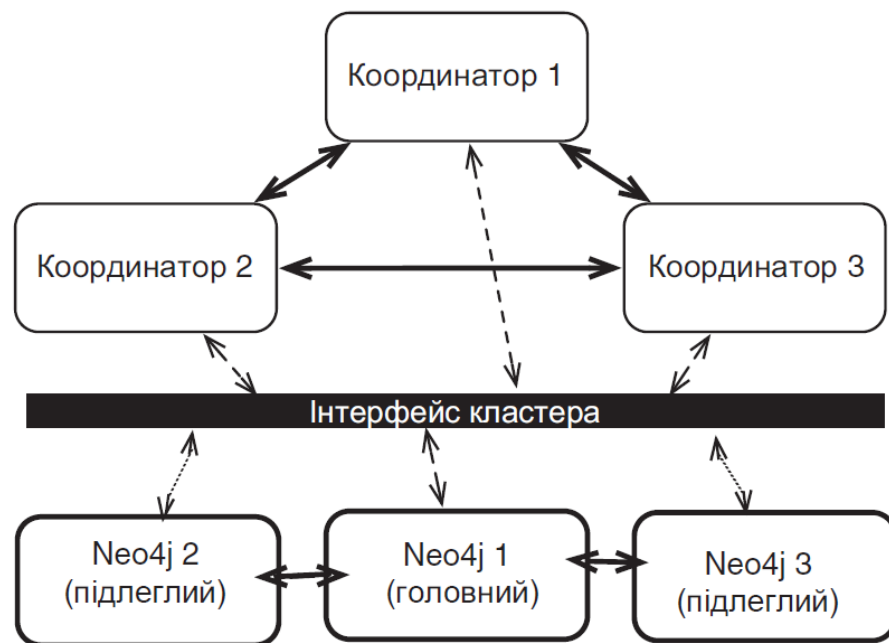 Координатор 1
Координатор 2
Координатор 3
Інтерфейс кластера
Neo4j 2
(підлеглий)
Neo4j 1
(головний)
Neo4j 3
(підлеглий)